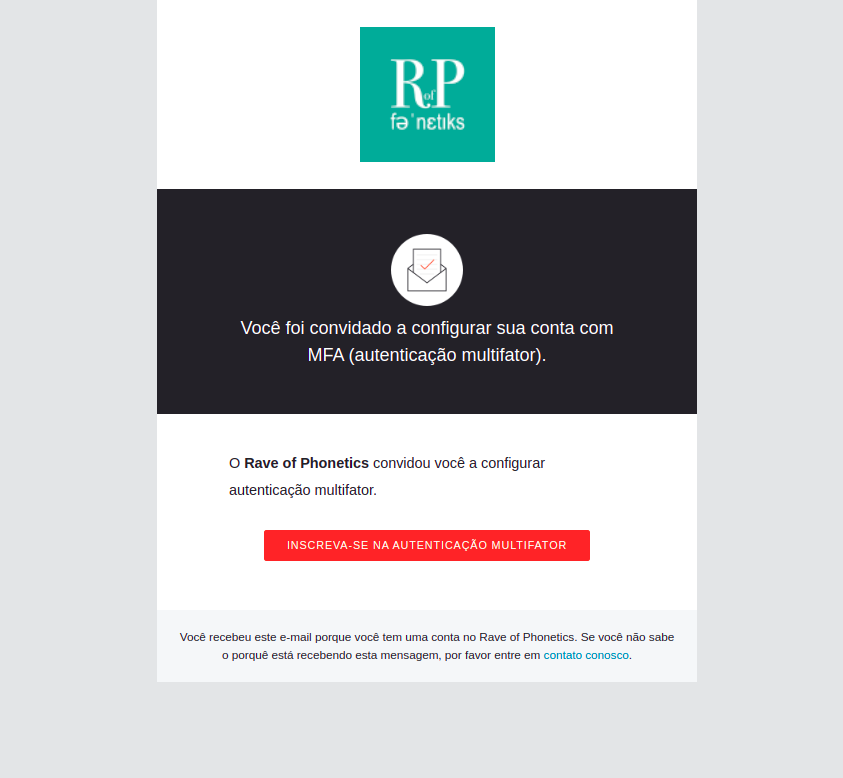 R of P
fəˈnɛtɪks
Você foi convidado a configurar sua conta com
MFA (autenticação multifator).
O Rave of Phonetics convidou você a configurar
autenticação multifator.
INSCREVA-SE NA AUTENTICAÇÃO MULTIFATOR
Você recebeu este e-mail porque você tem uma conta no Rave of Phonetics. Se você não sabe
o porquê está recebendo esta mensagem, por favor entre em contato conosco.